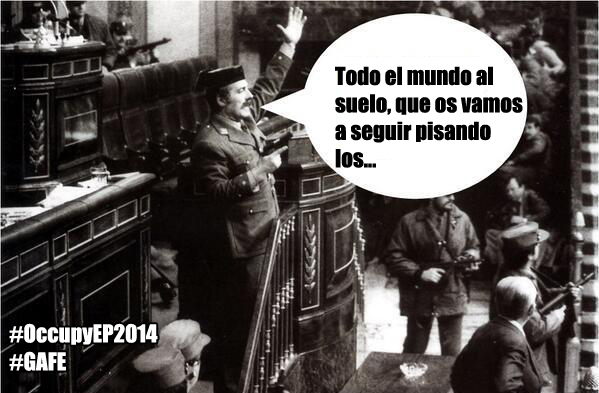 Todo el mundo al
suelo, que os vamos
a seguir pisando
los...
#OccupyEP2014
#GAFE